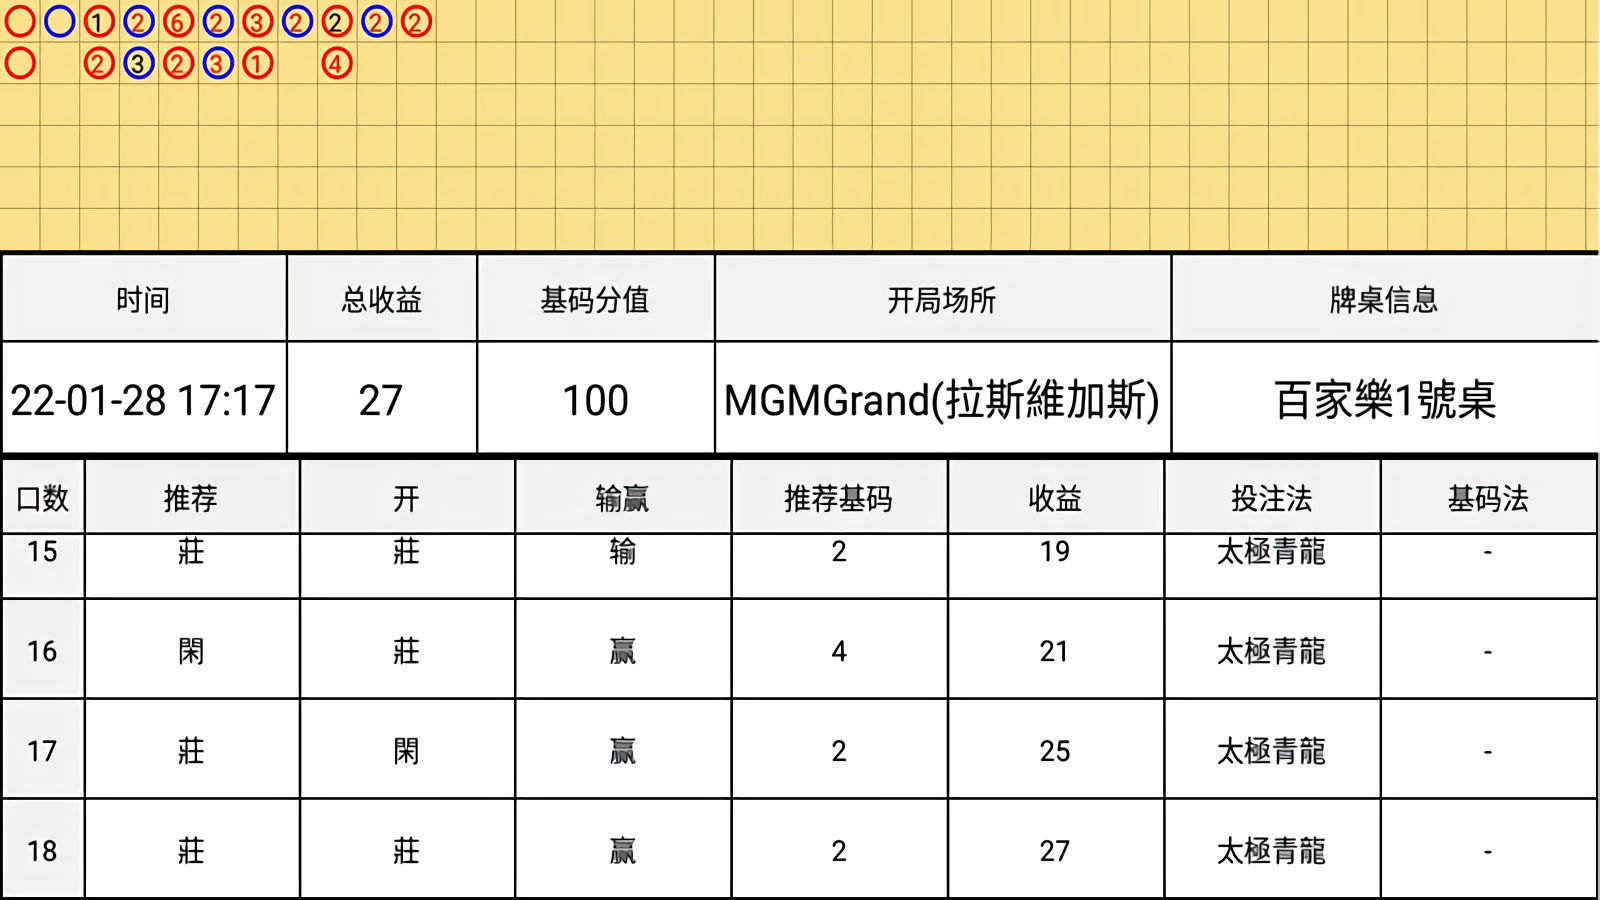 1 2 6 2 3 2 2 2 2
2 3 2 3 1 4
时间 总收益 基码分值 开局场所 牌桌信息
22-01-28 17:17 27 100 MGMGrand(拉斯維加斯) 百家樂1號桌
口数 推荐 开 输赢 推荐基码 收益 投注法 基码法
15 莊 莊 输 2 19 太極青龍 -
16 閑 莊 赢 4 21 太極青龍 -
17 莊 閑 赢 2 25 太極青龍 -
18 莊 莊 赢 2 27 太極青龍 -